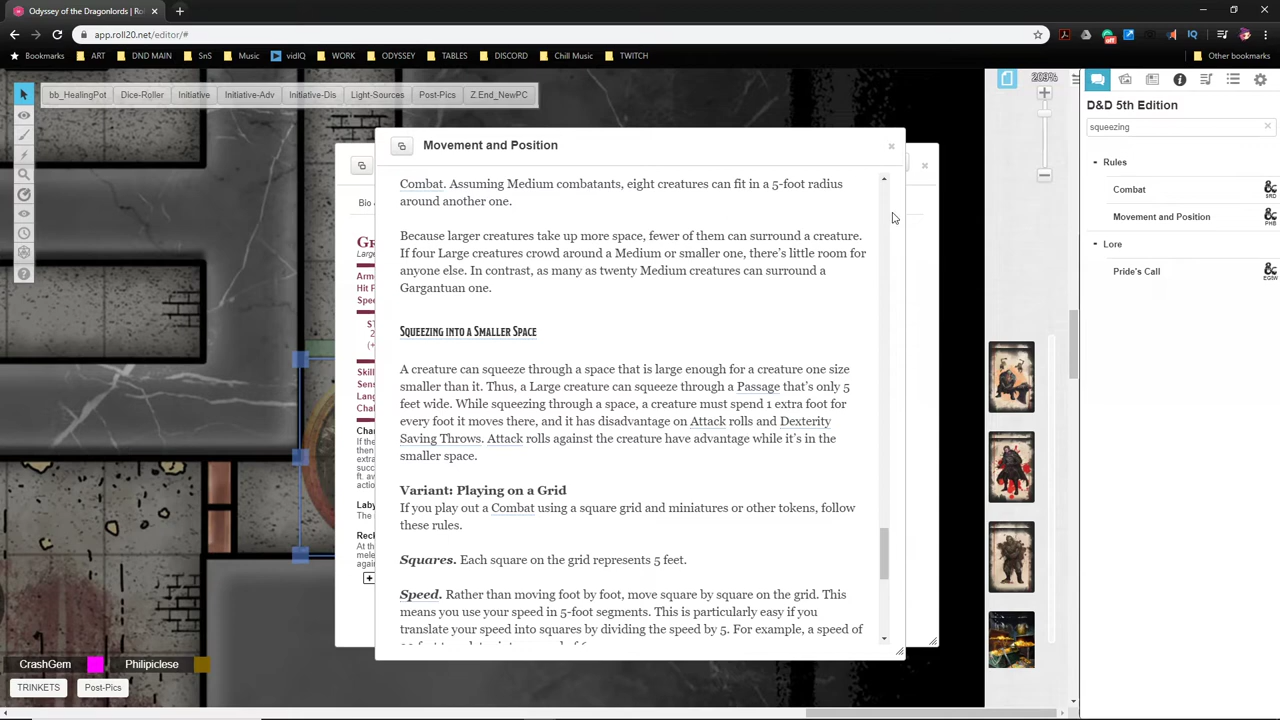 Odyssey of the Dragonlords | Ro
app.roll20.net/editor/#
Bookmarks ART DND MAIN SnS Music vidIQ WORK ODYSSEY TABLES DISCORD Chill Music TWITCH Other bookmarks
bb_HealingPot Dice-Roller Initiative Initiative-Adv Initiative-Dis Light-Sources Post-Pics Z.End_NewPC
209%
D&D 5th Edition
squeezing
Rules
Combat
SRD
Movement and Position
PHB
Lore
Pride's Call
EGtW
Bio
Movement and Position
Combat. Assuming Medium combatants, eight creatures can fit in a 5-foot radius
around another one.
Because larger creatures take up more space, fewer of them can surround a creature.
If four Large creatures crowd around a Medium or smaller one, there's little room for
anyone else. In contrast, as many as twenty Medium creatures can surround a
Gargantuan one.
Squeezing into a Smaller Space
A creature can squeeze through a space that is large enough for a creature one size
smaller than it. Thus, a Large creature can squeeze through a Passage that's only 5
feet wide. While squeezing through a space, a creature must spend 1 extra foot for
every foot it moves there, and it has disadvantage on Attack rolls and Dexterity
Saving Throws. Attack rolls against the creature have advantage while it's in the
smaller space.
Variant: Playing on a Grid
If you play out a Combat using a square grid and miniatures or other tokens, follow
these rules.
Squares. Each square on the grid represents 5 feet.
Speed. Rather than moving foot by foot, move square by square on the grid. This
means you use your speed in 5-foot segments. This is particularly easy if you
translate your speed into squares by dividing the speed by 5. For example, a speed of
CrashGem Philipiclese
TRINKETS Post-Pics